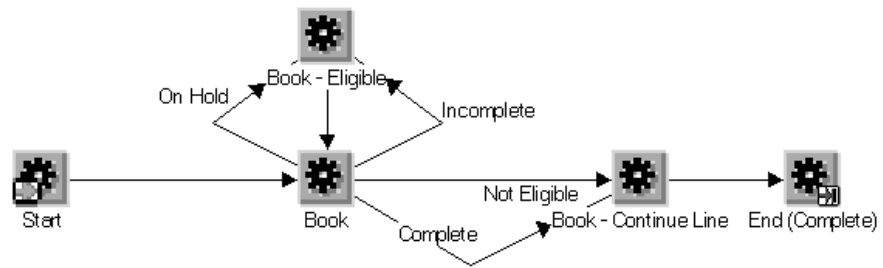 Book - Eligible
On Hold
Incomplete
Start
Book
Not Eligible
Book - Continue Line
End (Complete)
Complete